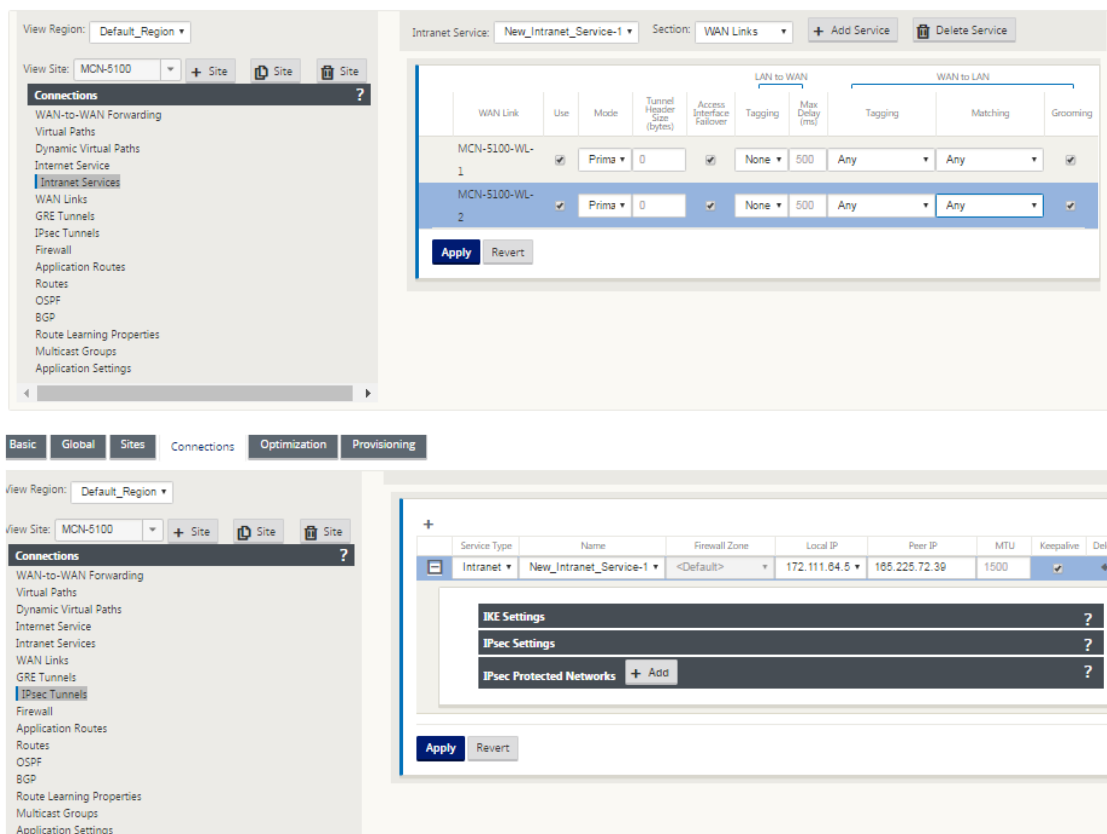 View Region: Default_Region
Intranet Service: New_Intranet_Service-1 Section: WAN Links + Add Service Delete Service
View Site: MCN-5100 + Site Site Site
Connections ?
WAN-to-WAN Forwarding
Virtual Paths
Dynamic Virtual Paths
Internet Service
Intranet Services
WAN Links
GRE Tunnels
IPsec Tunnels
Firewall
Application Routes
Routes
OSPF
BGP
Route Learning Properties
Multicast Groups
Application Settings
LAN to WAN WAN to LAN
WAN Link Use Mode Tunnel Header Size (bytes) Access Interface Failover Tagging Max Delay (ms) Tagging Matching Grooming
MCN-5100-WL-1 Prima 0 None 500 Any Any
MCN-5100-WL-2 Prima 0 None 500 Any Any
Apply Revert
Basic Global Sites Connections Optimization Provisioning
View Region: Default_Region
View Site: MCN-5100 + Site Site Site
Connections ?
WAN-to-WAN Forwarding
Virtual Paths
Dynamic Virtual Paths
Internet Service
Intranet Services
WAN Links
GRE Tunnels
IPsec Tunnels
Firewall
Application Routes
Routes
OSPF
BGP
Route Learning Properties
Multicast Groups
Application Settings
+
Service Type Name Firewall Zone Local IP Peer IP MTU Keepalive Del
Intranet New_Intranet_Service-1 <Default> 172.111.64.5 165.225.72.39 1500
IKE Settings ?
IPsec Settings ?
IPsec Protected Networks + Add ?
Apply Revert